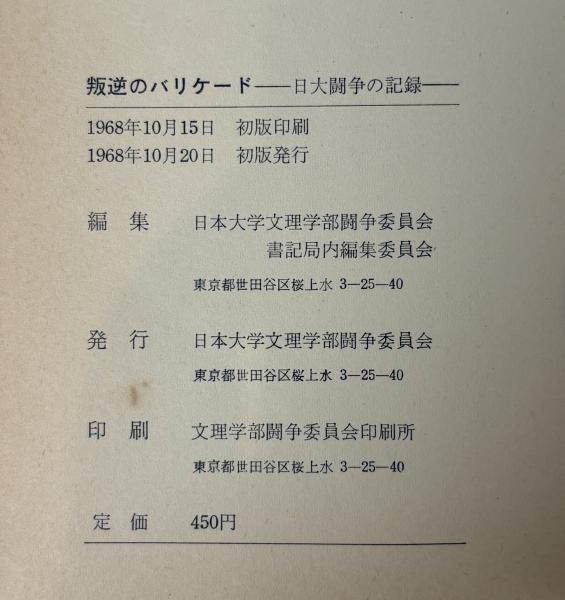 叛逆のバリケード——日大闘争の記録——
1968年10月15日　初版印刷
1968年10月20日　初版発行
編　集　日本大学文理学部闘争委員会
書記局内編集委員会
東京都世田谷区桜上水 3—25—40
発　行　日本大学文理学部闘争委員会
東京都世田谷区桜上水 3—25—40
印　刷　文理学部闘争委員会印刷所
東京都世田谷区桜上水 3—25—40
定　価　450円